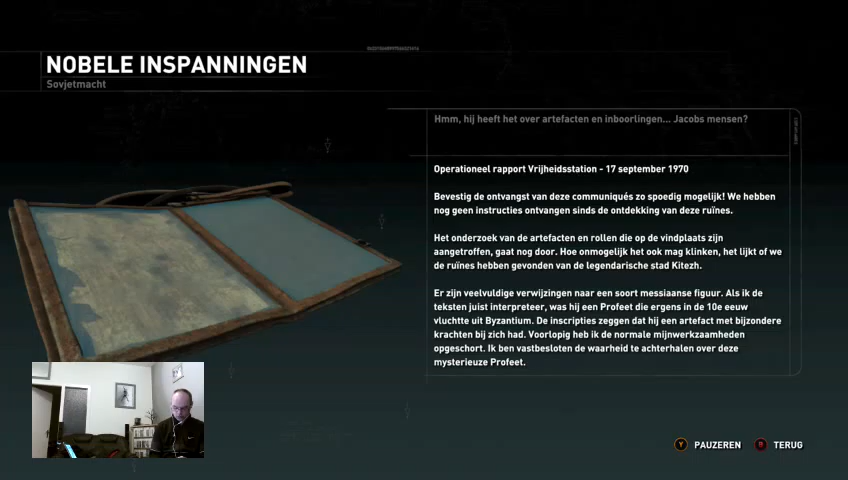 NOBELE INSPANNINGEN
Sovjetmacht
Hmm, hij heeft het over artefacten en inboorlingen... Jacobs mensen?
Operationeel rapport Vrijheidsstation - 17 september 1970
Bevestig de ontvangst van deze communiqués zo spoedig mogelijk! We hebben
nog geen instructies ontvangen sinds de ontdekking van deze ruïnes.
Het onderzoek van de artefacten en rollen die op de vindplaats zijn
aangetroffen, gaat nog door. Hoe onmogelijk het ook mag klinken, het lijkt of we
de ruïnes hebben gevonden van de legendarische stad Kitezh.
Er zijn veelvuldige verwijzingen naar een soort messiaanse figuur. Als ik de
teksten juist interpreteer, was hij een Profeet die ergens in de 10e eeuw
vluchtte uit Byzantium. De inscripties zeggen dat hij een artefact met bijzondere
krachten bij zich had. Voorlopig heb ik de normale mijnwerkzaamheden
opgeschort. Ik ben vastbesloten de waarheid te achterhalen over deze
mysterieuze Profeet.
Y PAUZEREN B TERUG